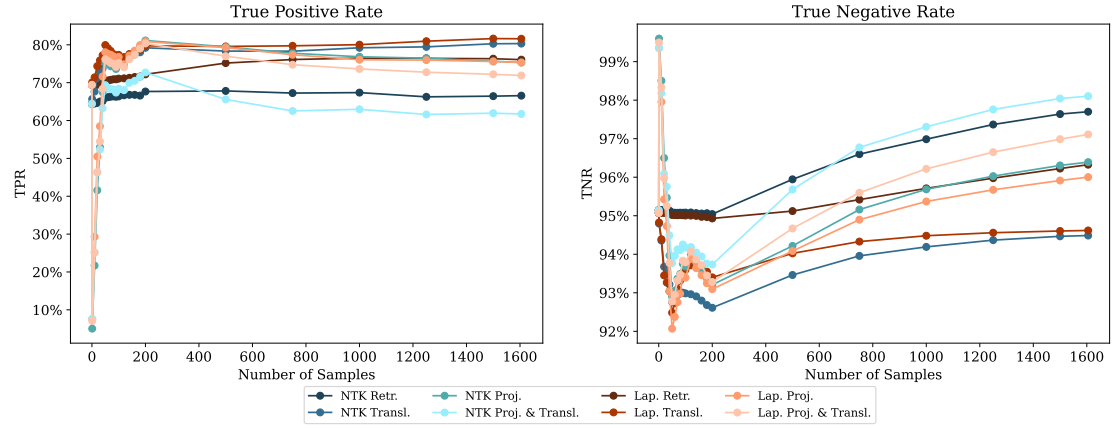 True Positive Rate
True Negative Rate
80%
70%
60%
50%
40%
30%
20%
10%
TPR
0 200 400 600 800 1000 1200 1400 1600
Number of Samples
99%
98%
97%
96%
95%
94%
93%
92%
TNR
0 200 400 600 800 1000 1200 1400 1600
Number of Samples
NTK Retr. NTK Proj. Lap. Retr. Lap. Proj.
NTK Transl. NTK Proj. & Transl. Lap. Transl. Lap. Proj. & Transl.